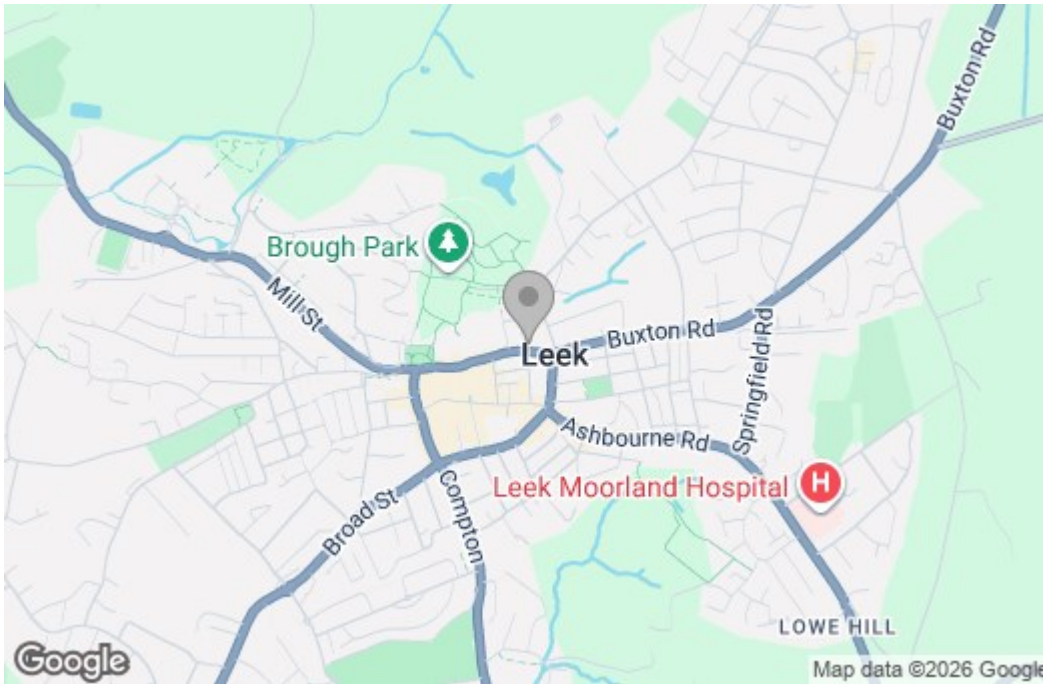 Buxton Rd
Brough Park
Mill St
Leek
Buxton Rd
Springfield Rd
Ashbourne Rd
Leek Moorland Hospital
H
Compton
Broad St
LOWE HILL
Google
Map data ©2026 Google